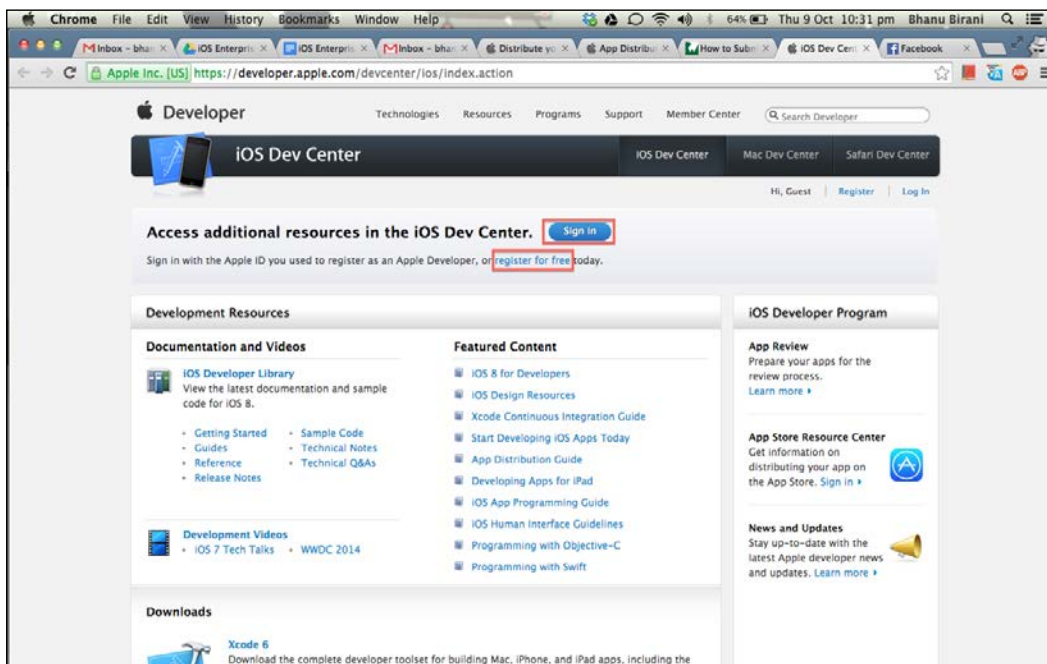 Chrome File Edit View History Bookmarks Window Help 64% Thu 9 Oct 10:31 pm Bhanu Birani
Inbox – bhan iOS Enterpris iOS Enterpris Inbox – bhan Distribute yo App Distribu How to Subm iOS Dev Cent Facebook
Apple Inc. [US] https://developer.apple.com/devcenter/ios/index.action
Developer
Technologies Resources Programs Support Member Center Search Developer
iOS Dev Center
iOS Dev Center Mac Dev Center Safari Dev Center
Hi, Guest Register Log In
Access additional resources in the iOS Dev Center. Sign in
Sign in with the Apple ID you used to register as an Apple Developer, or register for free today.
Development Resources
Documentation and Videos
iOS Developer Library
View the latest documentation and sample
code for iOS 8.
Getting Started
Guides
Reference
Release Notes
Sample Code
Technical Notes
Technical Q&As
Development Videos
iOS 7 Tech Talks WWDC 2014
Featured Content
iOS 8 for Developers
iOS Design Resources
Xcode Continuous Integration Guide
Start Developing iOS Apps Today
App Distribution Guide
Developing Apps for iPad
iOS App Programming Guide
iOS Human Interface Guidelines
Programming with Objective-C
Programming with Swift
iOS Developer Program
App Review
Prepare your apps for the
review process.
Learn more
App Store Resource Center
Get information on
distributing your app on
the App Store. Sign in
News and Updates
Stay up-to-date with the
latest Apple developer news
and updates. Learn more
Downloads
Xcode 6
Download the complete developer toolset for building Mac, iPhone, and iPad apps, including the